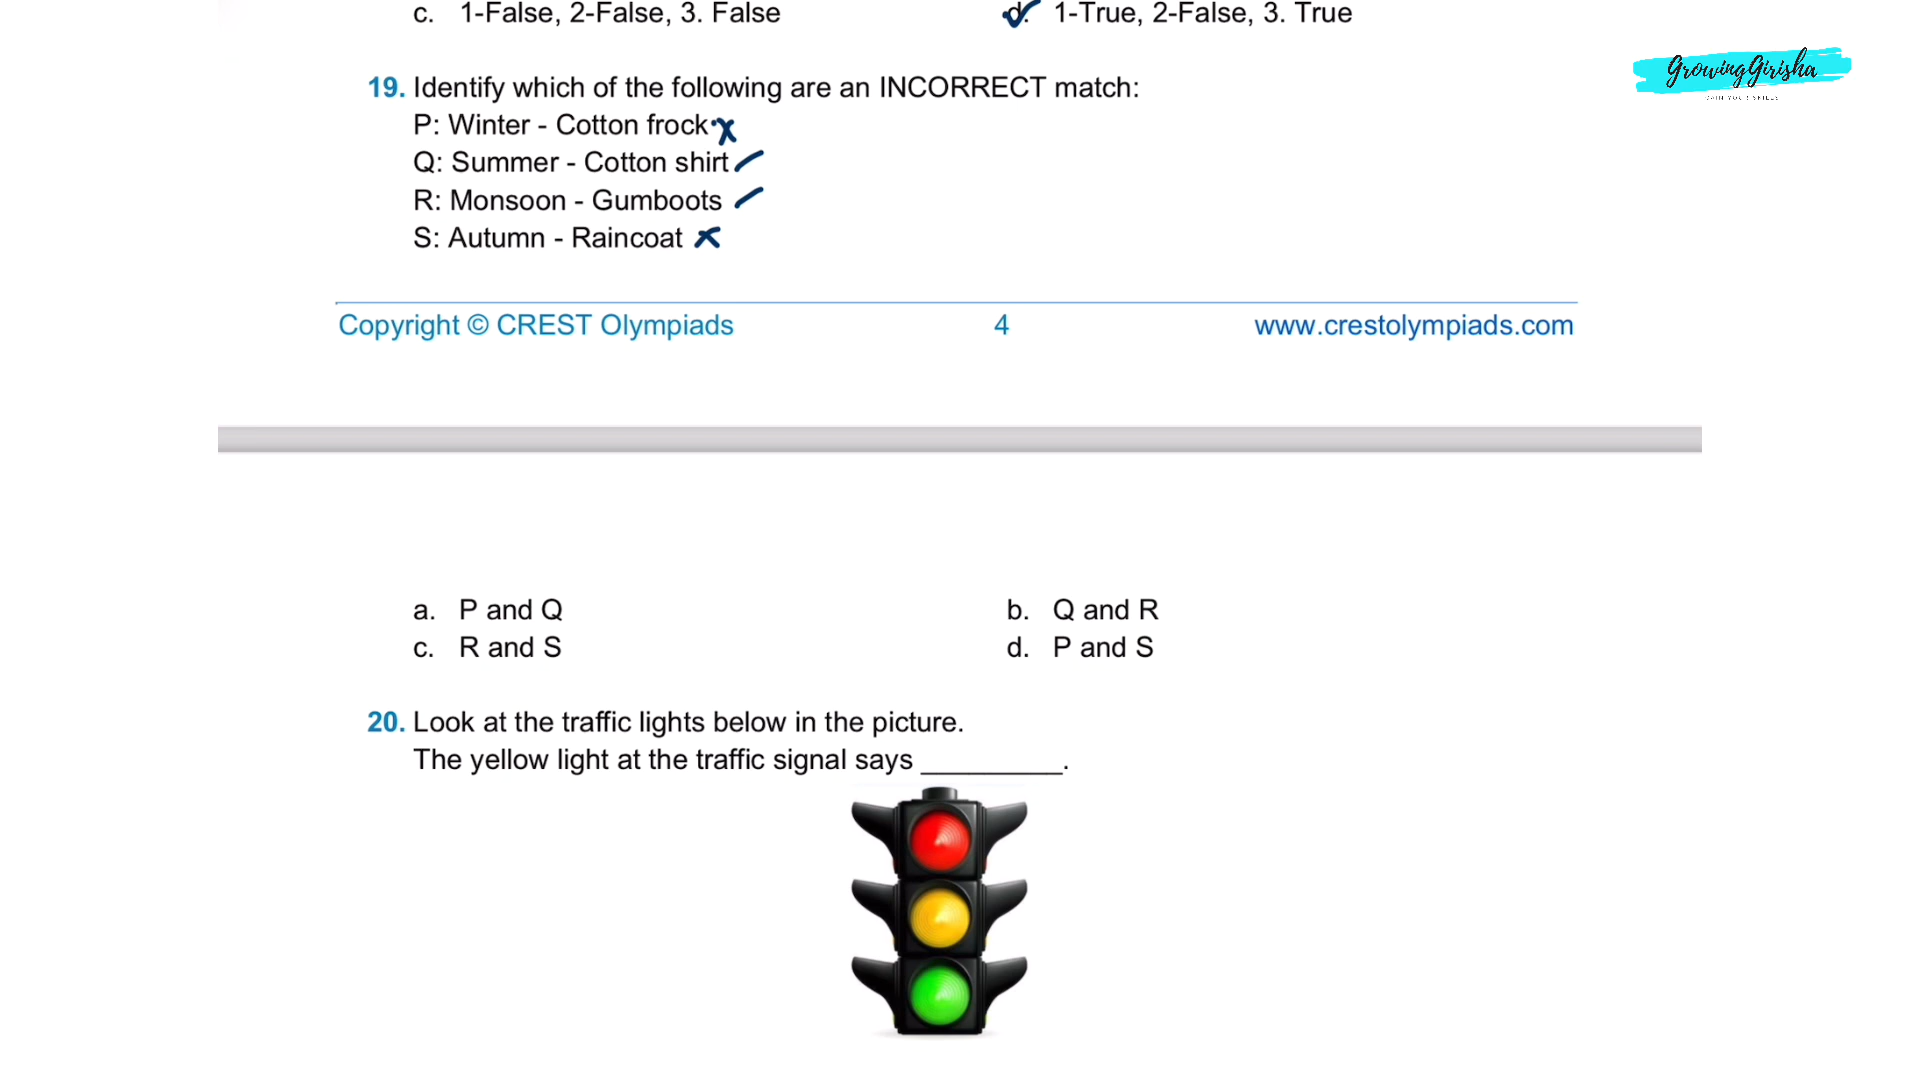 c. 1-False, 2-False, 3. False
d. 1-True, 2-False, 3. True
GrowingGirisha
19. Identify which of the following are an INCORRECT match:
P: Winter - Cotton frock
Q: Summer - Cotton shirt
R: Monsoon - Gumboots
S: Autumn - Raincoat
Copyright © CREST Olympiads 4 www.crestolympiads.com
a. P and Q
b. Q and R
c. R and S
d. P and S
20. Look at the traffic lights below in the picture.
The yellow light at the traffic signal says _________.